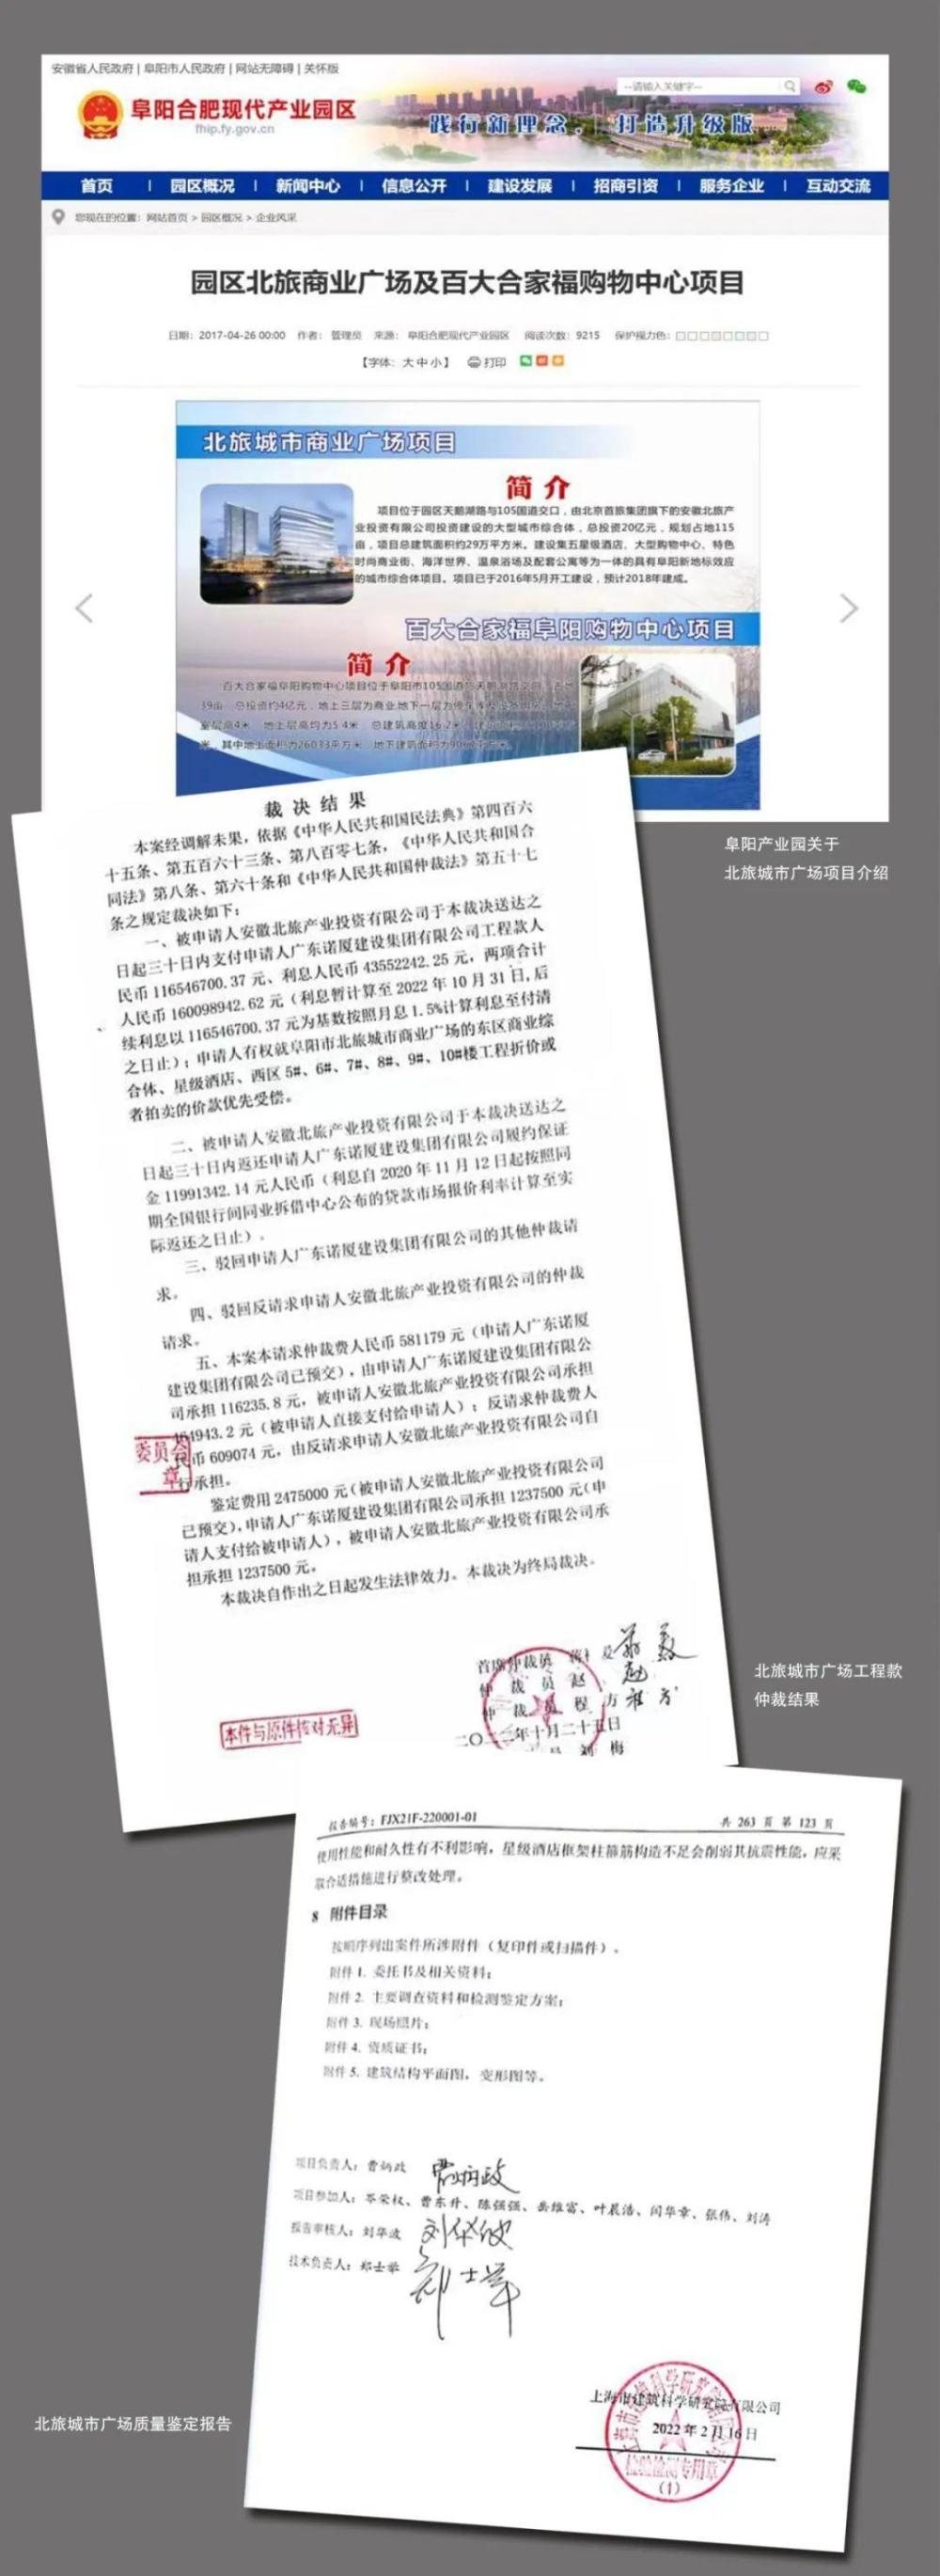 安徽省人民政府 | 阜阳市人民政府 | 网站无障碍 | 关怀版
--请输入关键字--
阜阳合肥现代产业园区
fhip.fy.gov.cn
践行新理念. 打造升级版
首页 | 园区概况 | 新闻中心 | 信息公开 | 建设发展 | 招商引资 | 服务企业 | 互动交流
您现在的位置: 网站首页 > 园区概况 > 企业风采
园区北旅商业广场及百大合家福购物中心项目
日期: 2017-04-26 00:00 作者: 管理员 来源: 阜阳合肥现代产业园区 阅读次数: 9215 保护视力色:
【字体: 大 中 小】 打印
北旅城市商业广场项目
简 介
项目位于园区天鹅湖路与105国道交口，由北京首旅集团旗下的安徽北旅产
业投资有限公司投资建设的大型城市综合体，总投资20亿元，规划占地115
亩，项目总建筑面积约29万平方米。建设集五星级酒店、大型购物中心、特色
时尚商业街、海洋世界、温泉浴场及配套公寓等为一体的具有阜阳新地标效应
的城市综合体项目。项目已于2016年5月开工建设，预计2018年建成。
百大合家福阜阳购物中心项目
简 介
百大合家福阜阳购物中心项目位于阜阳市105国道
39亩 总投资约4亿元，地上三层为商业地下一层为停车
室层高4米 地上层高均为5.4米 总建筑高度16.2米
米，其中地上面积为26033平方米 地下建筑面积为
阜阳产业园关于
北旅城市广场项目介绍
裁 决 结 果
本案经调解未果，依据《中华人民共和国民法典》第四百六
十五条、第五百六十三条、第八百零七条，《中华人民共和国合
同法》第八条、第六十条和《中华人民共和国仲裁法》第五十七
条之规定裁决如下：
一、被申请人安徽北旅产业投资有限公司于本裁决送达之
日起三十日内支付申请人广东诺厦建设集团有限公司工程款人
民币 116546700.37 元、利息人民币 43552242.25 元，两项合计
人民币 160098942.62 元（利息暂计算至 2022 年 10 月 31 日,后
续利息以 116546700.37 元为基数按照月息 1.5%计算利息至付清
之日止）；申请人有权就阜阳市北旅城市商业广场的东区商业综
合体、星级酒店、西区 5#、6#、7#、8#、9#、10#楼工程折价或
者拍卖的价款优先受偿。
二、被申请人安徽北旅产业投资有限公司于本裁决送达之
日起三十日内返还申请人广东诺厦建设集团有限公司履约保证
金 11991342.14 元人民币（利息自 2020 年 11 月 12 日起按照同
期全国银行间同业拆借中心公布的贷款市场报价利率计算至实
际返还之日止）。
三、驳回申请人广东诺厦建设集团有限公司的其他仲裁请
求。
四、驳回反请求申请人安徽北旅产业投资有限公司的仲裁
请求。
五、本案本请求仲裁费人民币 581179 元（申请人广东诺厦
建设集团有限公司已预交），由申请人广东诺厦建设集团有限公
司承担 116235.8 元，被申请人安徽北旅产业投资有限公司承担
464943.2 元（被申请人直接支付给申请人）；反请求仲裁费人
民币 609074 元，由反请求申请人安徽北旅产业投资有限公司自
行承担。
委员会
章
鉴定费用 2475000 元（被申请人安徽北旅产业投资有限公司
已预交），申请人广东诺厦建设集团有限公司承担 1237500 元（申
请人支付给被申请人），被申请人安徽北旅产业投资有限公司承
担承担 1237500 元。
本裁决自作出之日起发生法律效力。本裁决为终局裁决。
首席仲裁员
仲 裁 员 赵
仲 裁 员 程 方
二〇二二年十月二十五日
员 刘 梅
本件与原件核对无异
北旅城市广场工程款
仲裁结果
报告编号：FJX21F-220001-01 共 263 页 第 123 页
使用性能和耐久性有不利影响，星级酒店框架柱箍筋构造不足会削弱其抗震性能，应采
取合适措施进行整改处理。
8 附件目录
按顺序列出案件所涉附件（复印件或扫描件）。
附件 1. 委托书及相关资料；
附件 2. 主要调查资料和检测鉴定方案；
附件 3. 现场照片；
附件 4. 资质证书；
附件 5. 建筑结构平面图，变形图等。
项目负责人：曹炳政 曹炳政
项目参加人：岑荣权、曹东升、陈强强、岳维富、叶晨浩、闫华章、张伟、刘涛
报告审核人：刘华波 刘华波
技术负责人：郑士举 郑士举
上海市建筑科学研究院有限公司
2022 年 2 月 16 日
检验检测专用章
(1)
北旅城市广场质量鉴定报告